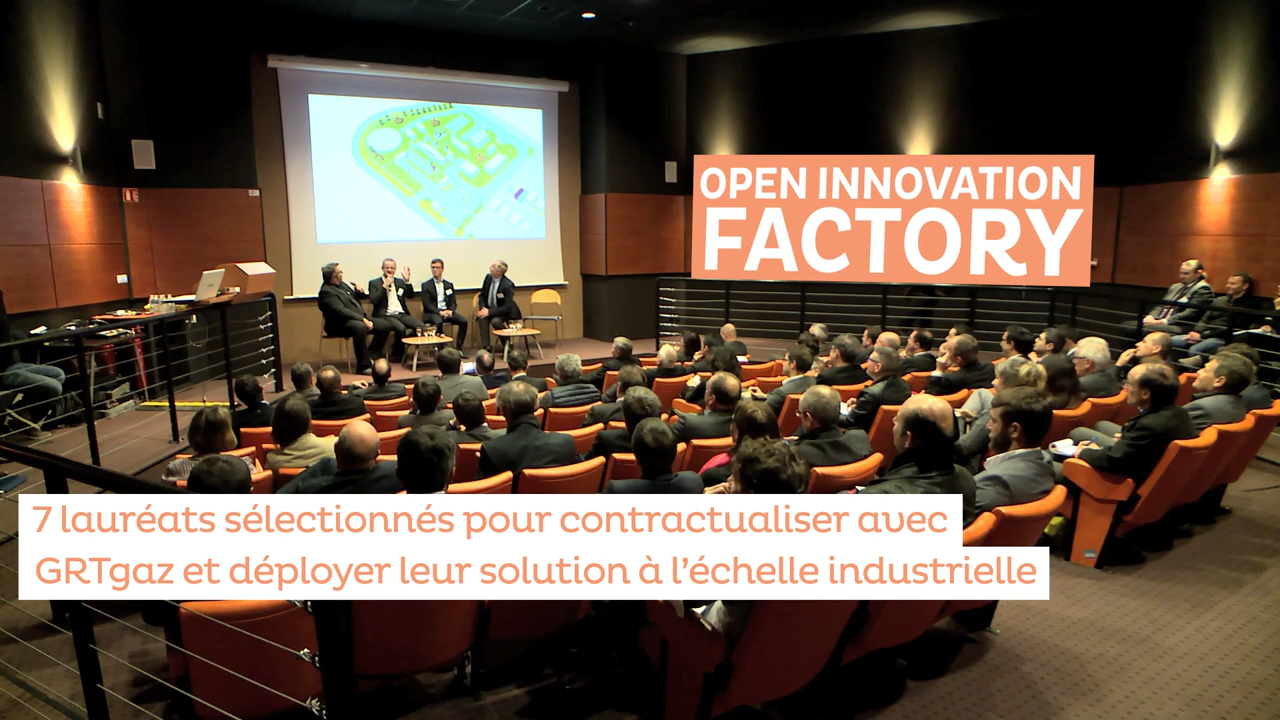 OPEN INNOVATION
FACTORY
7 lauréats sélectionnés pour contractualiser avec
GRTgaz et déployer leur solution à l’échelle industrielle